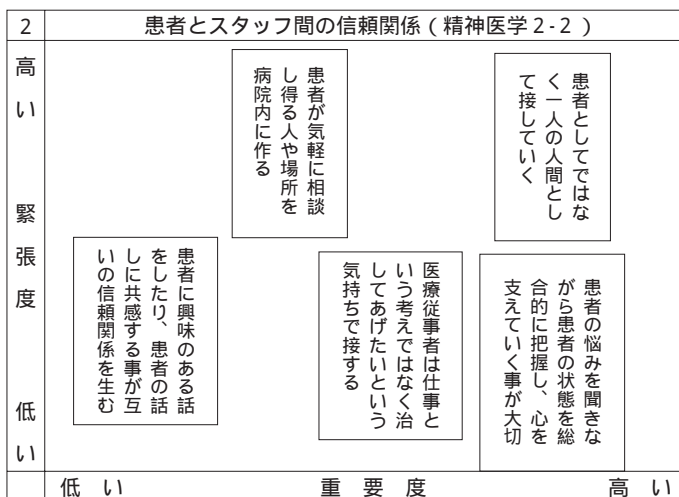 2
患者とスタッフ間の信頼関係(精神医学2-2)
高い 緊張度 低い
患者が気軽に相談
し得る人や場所を
病院内に作る
患者としてではな
く一人の人間とし
て接していく
患者に興味のある話
をしたり、患者の話
しに共感する事が互
いの信頼関係を生む
医療従事者は仕事と
いう考えではなく治
してあげたいという
気持ちで接する
患者の悩みを聞きな
がら患者の状態を総
合的に把握し、心を
支えていく事が大切
低い 重要度 高い